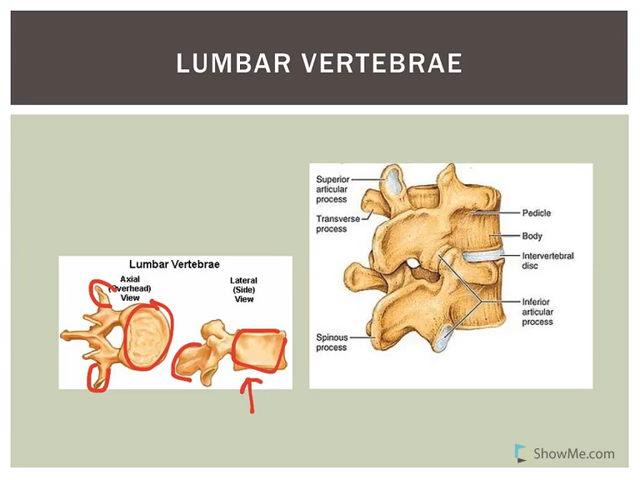 LUMBAR VERTEBRAE
Lumbar Vertebrae
Axial
(Overhead)
View
Lateral
(Side)
View
Superior
articular
process
Transverse
process
Spinous
process
Pedicle
Body
Intervertebral
disc
Inferior
articular
process
ShowMe.com